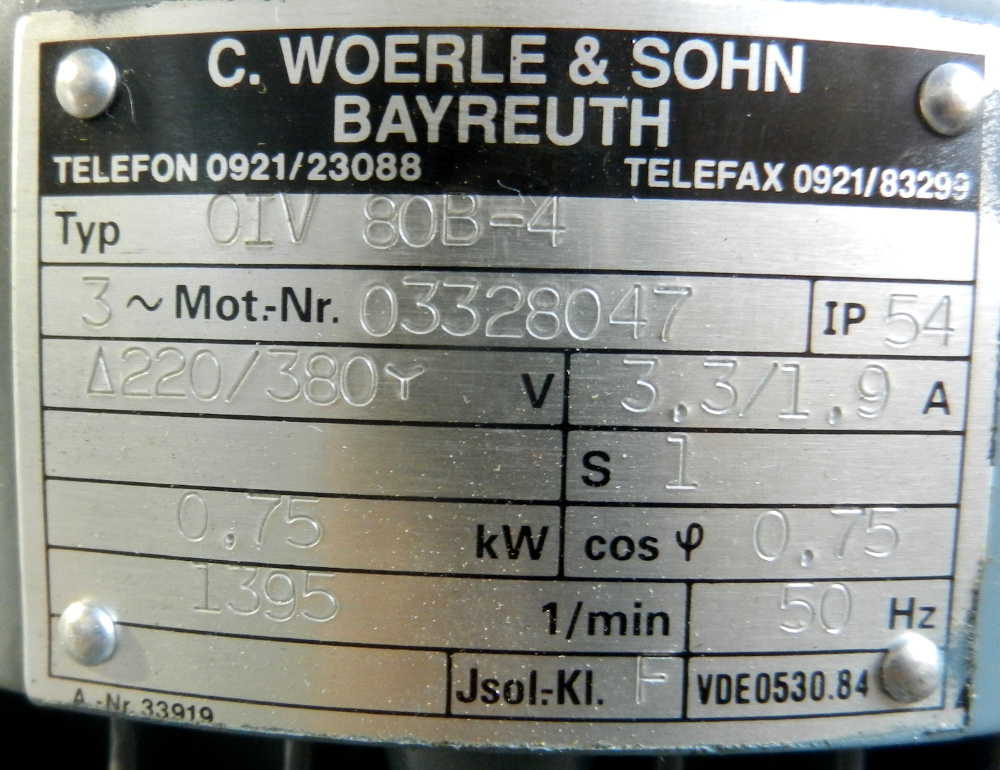 C. WOERLE & SOHN
BAYREUTH
TELEFON 0921/23088 TELEFAX 0921/83299
Typ OIV 80B-4
3 ~ Mot.-Nr. 03328047 IP 54
Δ220/380Y V 3,3/1,9 A
S 1
0,75 kW cos φ 0,75
1395 1/min 50 Hz
Jsol.-Kl. F VDE0530.84
A.-Nr. 33919